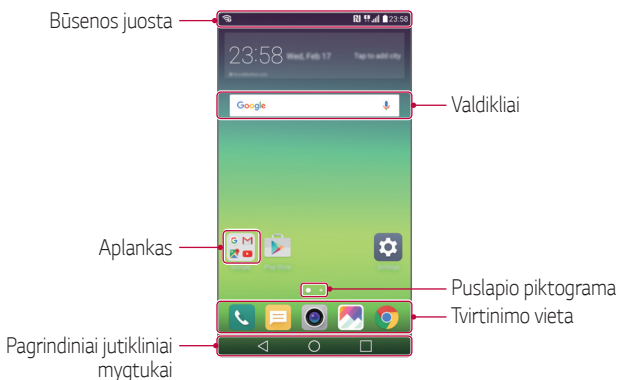 Būsenos juosta
23:58
23:58 Wed, Feb 17 Tap to add city
Google
Valdikliai
Aplankas
Puslapio piktograma
Tvirtinimo vieta
Pagrindiniai jutikliniai
mygtukai